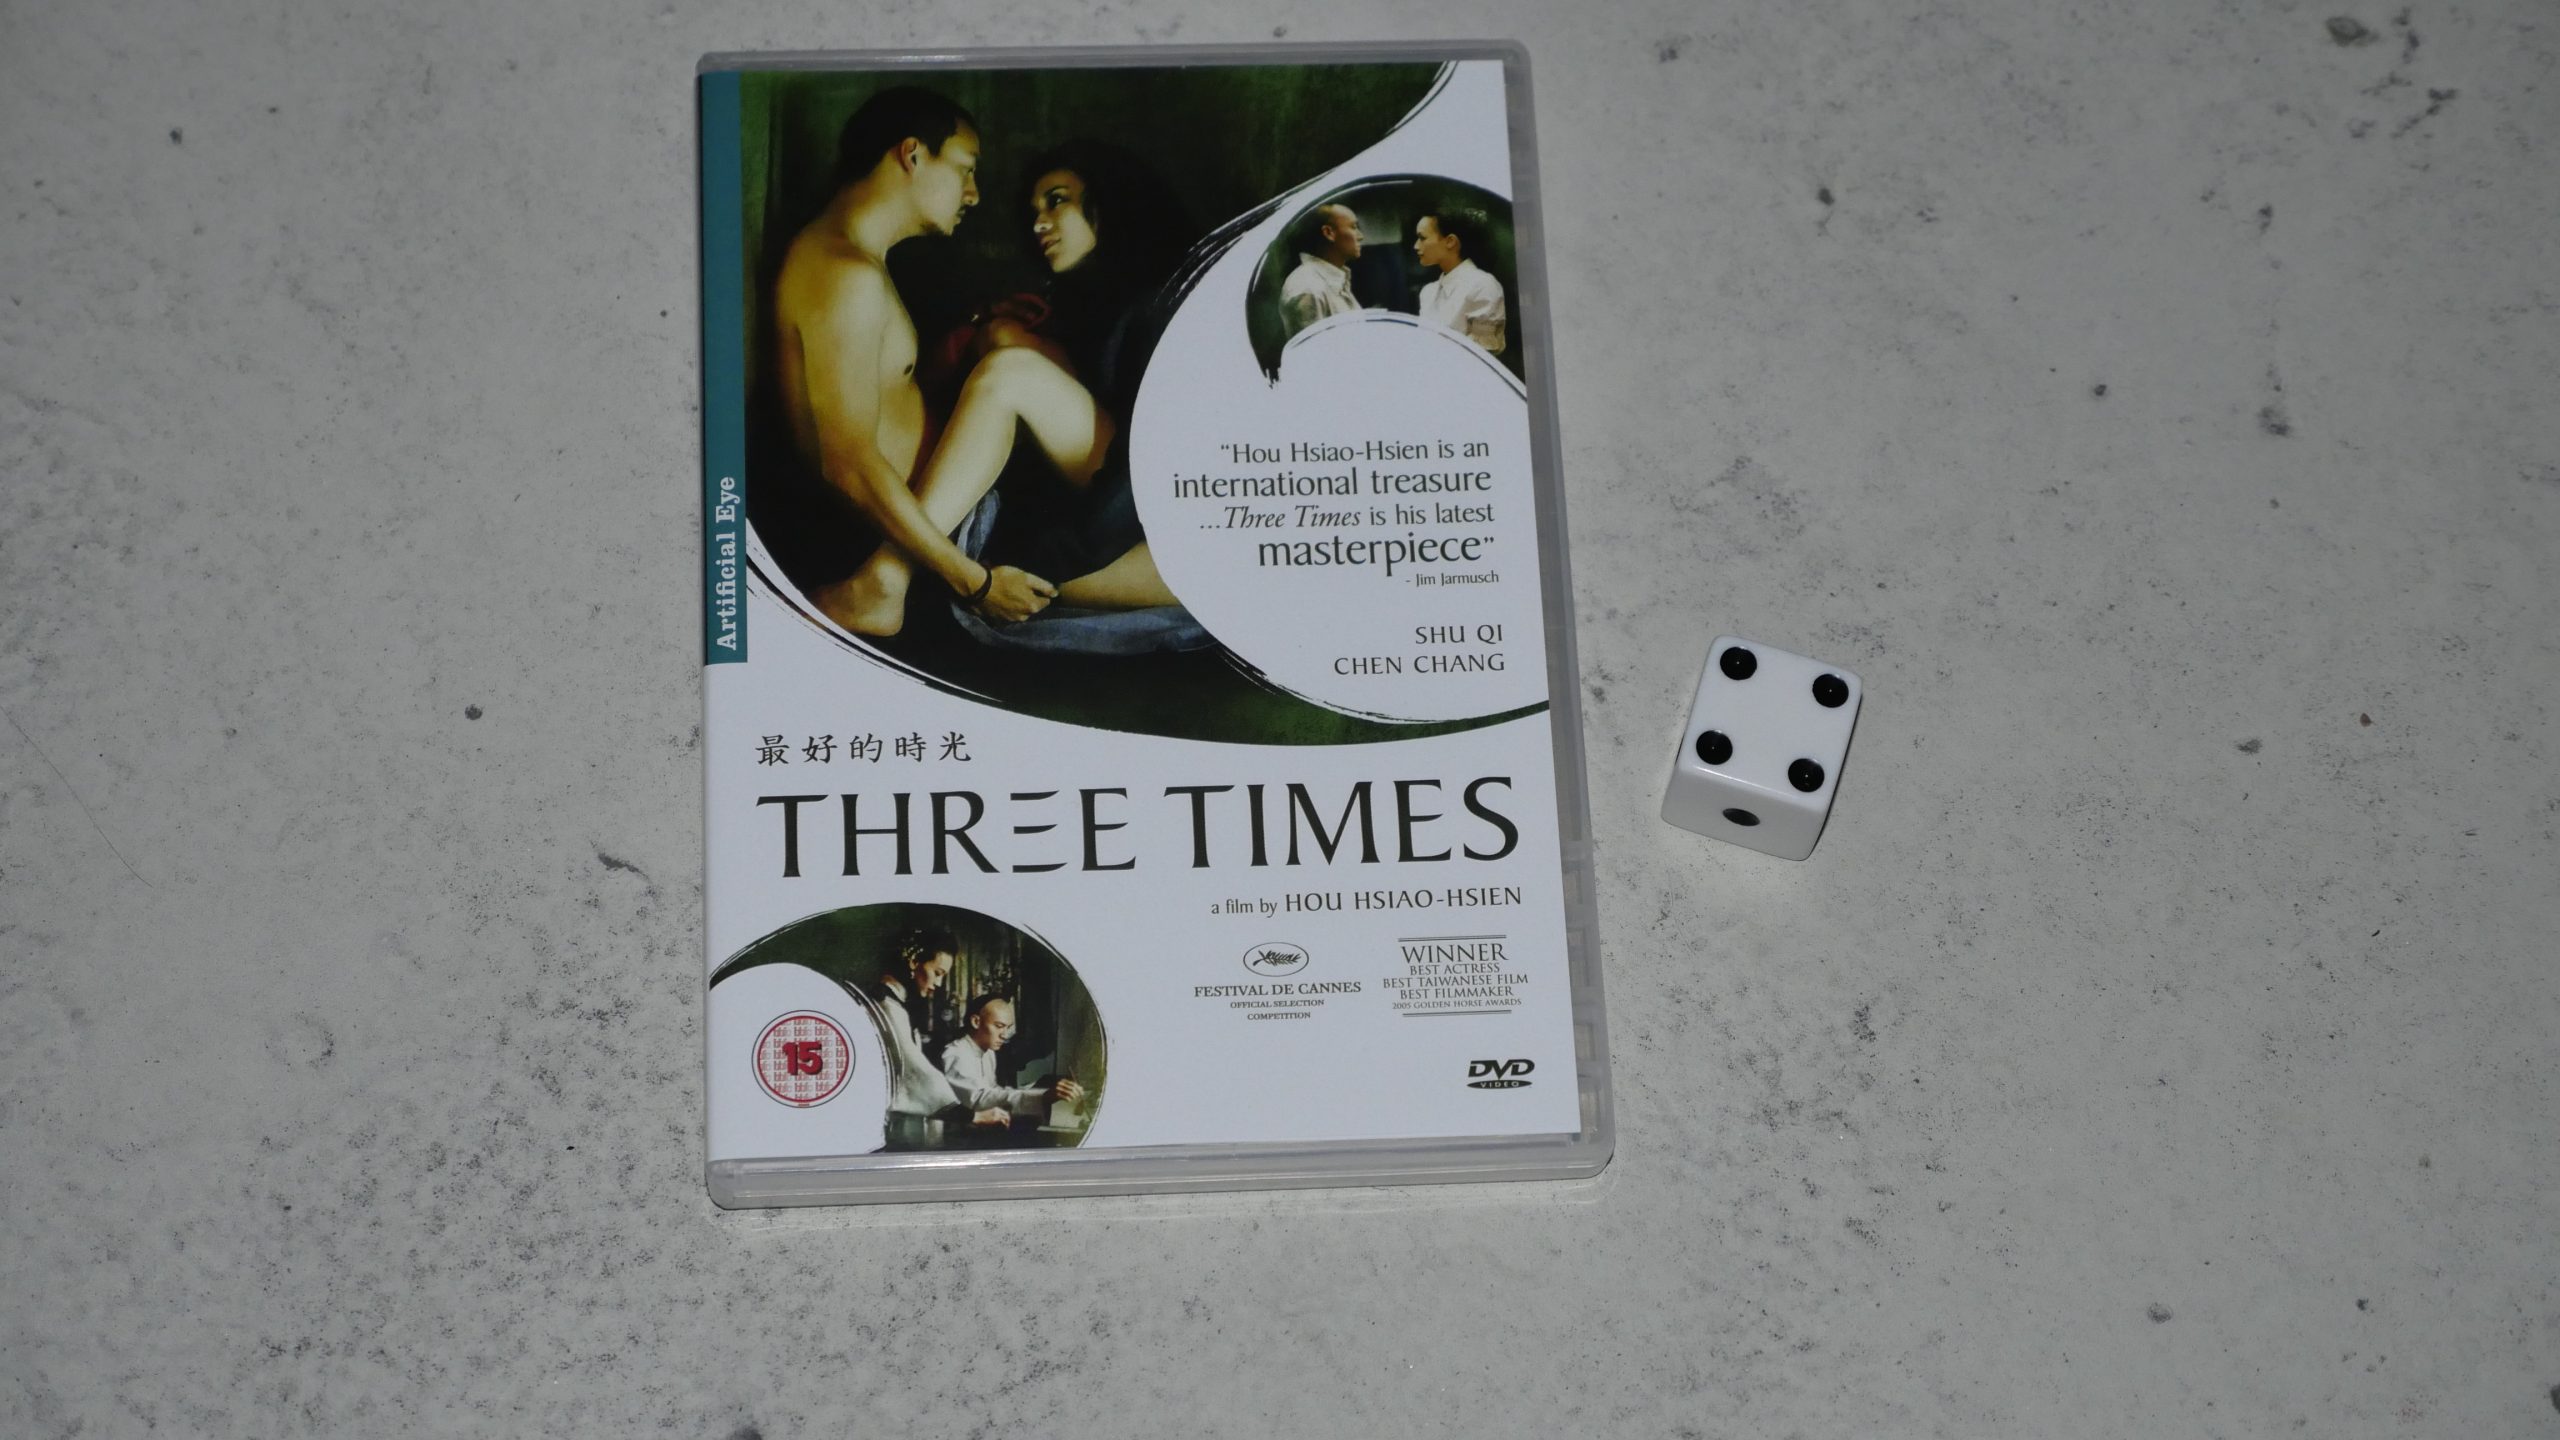 Artificial Eye
“Hou Hsiao-Hsien is an
international treasure
...Three Times is his latest
masterpiece”
- Jim Jarmusch
SHU QI
CHEN CHANG
最好的時光
THREE TIMES
a film by HOU HSIAO-HSIEN
FESTIVAL DE CANNES
OFFICIAL SELECTION
COMPETITION
WINNER
BEST ACTRESS
BEST TAIWANESE FILM
BEST FILMMAKER
2005 GOLDEN HORSE AWARDS
15
DVD
VIDEO